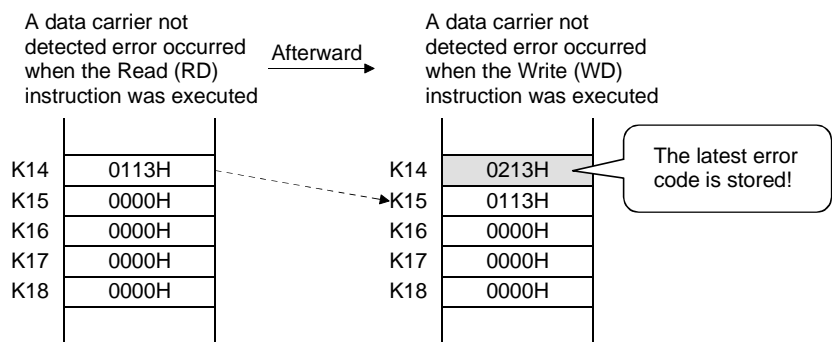 A data carrier not
detected error occurred
when the Read (RD)
instruction was executed
Afterward
A data carrier not
detected error occurred
when the Write (WD)
instruction was executed
K14 0113H
K15 0000H
K16 0000H
K17 0000H
K18 0000H
K14 0213H
K15 0113H
K16 0000H
K17 0000H
K18 0000H
The latest error
code is stored!